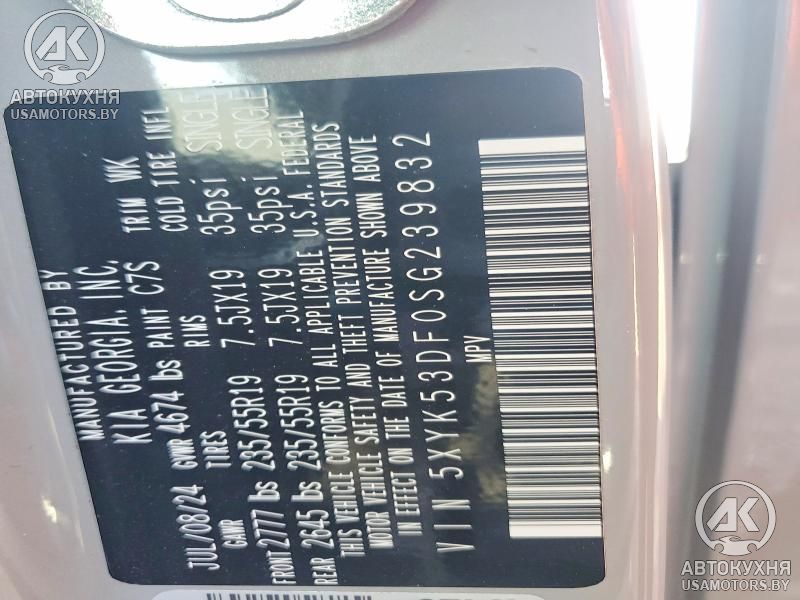 MANUFACTURED BY
KIA GEORGIA, INC.
JUL/08/24 GWR 4674 lbs PAINT C7S TRIM WK
GAWR TIRES RIMS COLD TIRE INFL
FRONT 2777 lbs 235/55R19 7.5JX19 35psi SINGLE
REAR 2645 lbs 235/55R19 7.5JX19 35psi SINGLE
THIS VEHICLE CONFORMS TO ALL APPLICABLE U.S.A. FEDERAL
MOTOR VEHICLE SAFETY AND THEFT PREVENTION STANDARDS
IN EFFECT ON THE DATE OF MANUFACTURE SHOWN ABOVE
VIN 5XYK53DF0SG239832
MPV
АК
АВТОКУХНЯ
USAMOTORS.BY
АК
АВТОКУХНЯ
USAMOTORS.BY